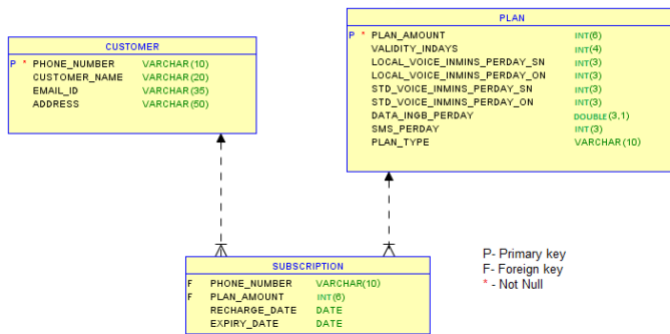 CUSTOMER
P * PHONE_NUMBER VARCHAR(10)
CUSTOMER_NAME VARCHAR(20)
EMAIL_ID VARCHAR(35)
ADDRESS VARCHAR(50)
PLAN
P * PLAN_AMOUNT INT(6)
VALIDITY_INDAYS INT(4)
LOCAL_VOICE_INMINS_PERDAY_SN INT(3)
LOCAL_VOICE_INMINS_PERDAY_ON INT(3)
STD_VOICE_INMINS_PERDAY_SN INT(3)
STD_VOICE_INMINS_PERDAY_ON INT(3)
DATA_INGB_PERDAY DOUBLE(3,1)
SMS_PERDAY INT(3)
PLAN_TYPE VARCHAR(10)
SUBSCRIPTION
F PHONE_NUMBER VARCHAR(10)
F PLAN_AMOUNT INT(6)
RECHARGE_DATE DATE
EXPIRY_DATE DATE
P- Primary key
F- Foreign key
* - Not Null